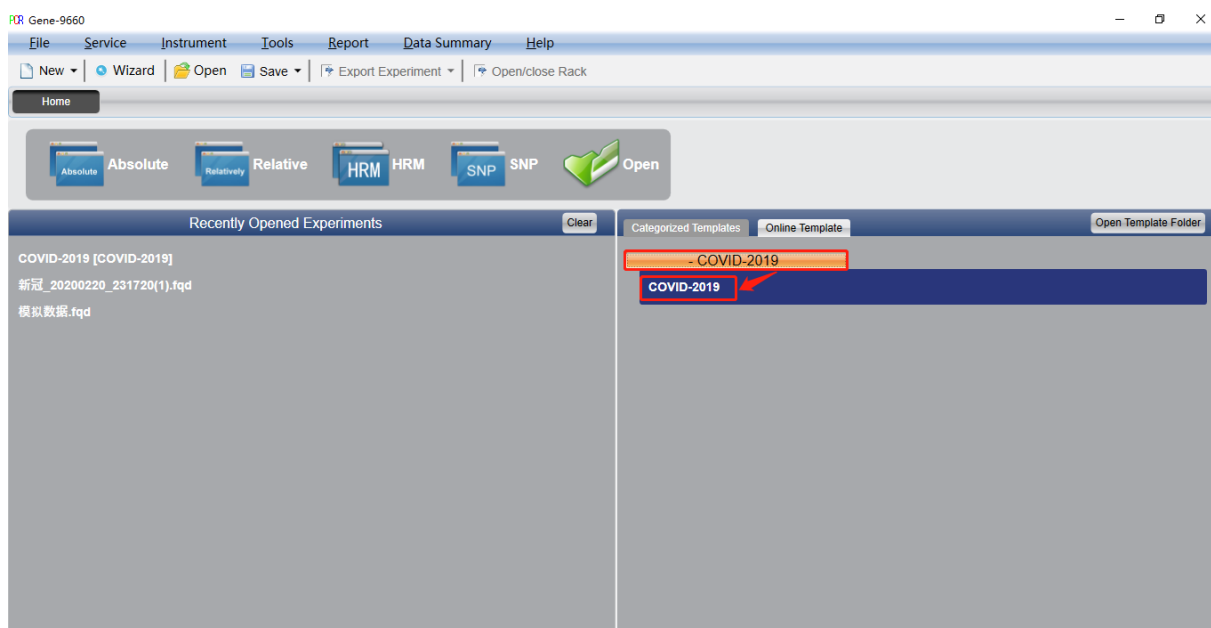 PCR Gene-9660
File Service Instrument Tools Report Data Summary Help
New Wizard Open Save Export Experiment Open/close Rack
Home
Absolute Absolute Relatively Relative HRM HRM SNP SNP Open
Recently Opened Experiments Clear
Categorized Templates Online Template Open Template Folder
COVID-2019 [COVID-2019]
新冠_20200220_231720(1).fqd
模拟数据.fqd
- COVID-2019
COVID-2019